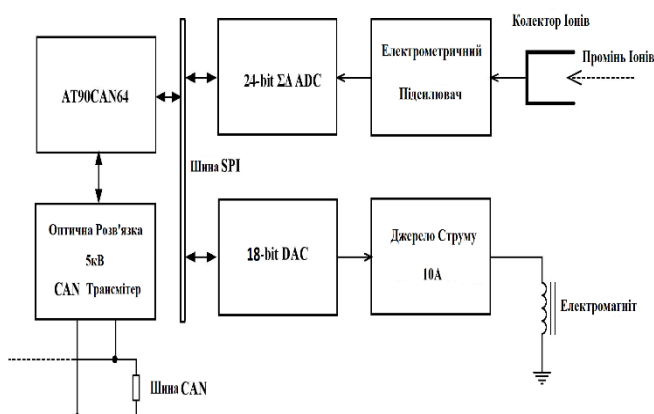 Колектор Іонів
Промінь Іонів
AT90CAN64
24-bit ΣΔ ADC
Електрометричний
Підсилювач
Шина SPI
Оптична Розв'язка
5кВ
CAN Трансмітер
18-bit DAC
Джерело Струму
10А
Електромагніт
Шина CAN